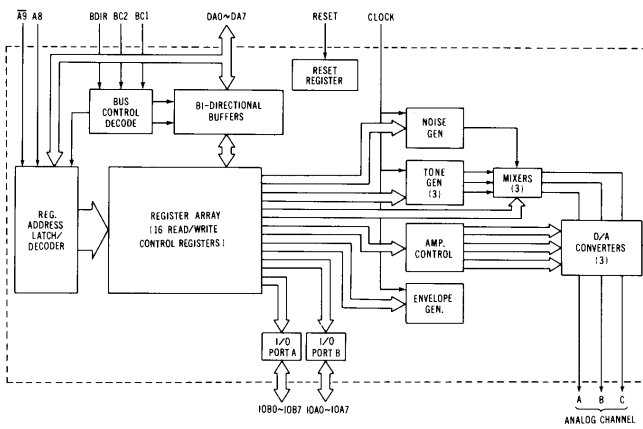 A9 A8 BDIR BC2 BC1 DA0~DA7 RESET CLOCK
RESET
REGISTER
BUS
CONTROL
DECODE
BI-DIRECTIONAL
BUFFERS
NOISE
GEN
TONE
GEN
(3)
MIXERS
(3)
REG.
ADDRESS
LATCH/
DECODER
REGISTER ARRAY
(16 READ/WRITE
CONTROL REGISTERS)
AMP.
CONTROL
D/A
CONVERTERS
(3)
ENVELOPE
GEN.
I/O
PORT A
I/O
PORT B
IOB0~IOB7 IOA0~IOA7
A B C
ANALOG CHANNEL